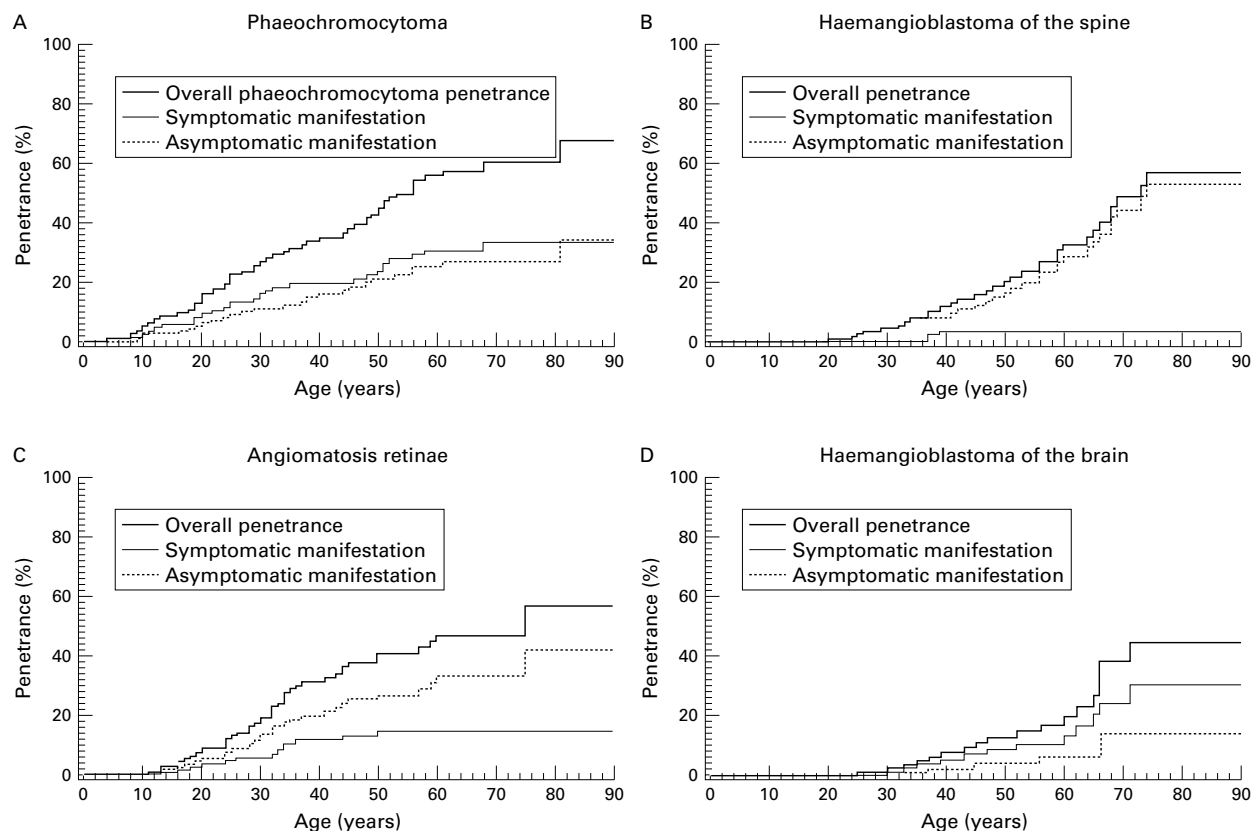 A
Phaeochromocytoma
Penetrance (%)
100
80
60
40
20
0
Overall phaeochromocytoma penetrance
Symptomatic manifestation
Asymptomatic manifestation
0 10 20 30 40 50 60 70 80 90
Age (years)
B
Haemangioblastoma of the spine
Penetrance (%)
100
80
60
40
20
0
Overall penetrance
Symptomatic manifestation
Asymptomatic manifestation
0 10 20 30 40 50 60 70 80 90
Age (years)
C
Angiomatosis retinae
Penetrance (%)
100
80
60
40
20
0
Overall penetrance
Symptomatic manifestation
Asymptomatic manifestation
0 10 20 30 40 50 60 70 80 90
Age (years)
D
Haemangioblastoma of the brain
Penetrance (%)
100
80
60
40
20
0
Overall penetrance
Symptomatic manifestation
Asymptomatic manifestation
0 10 20 30 40 50 60 70 80 90
Age (years)